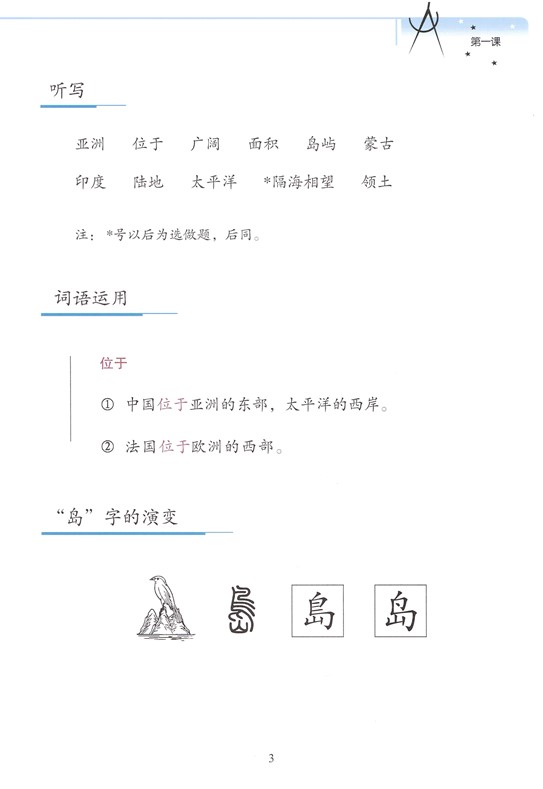 第一课
听写
亚洲 位于 广阔 面积 岛屿 蒙古
印度 陆地 太平洋 *隔海相望 领土
注：*号以后为选做题，后同。
词语运用
位于
① 中国位于亚洲的东部，太平洋的西岸。
② 法国位于欧洲的西部。
“岛”字的演变
島 島 岛
3